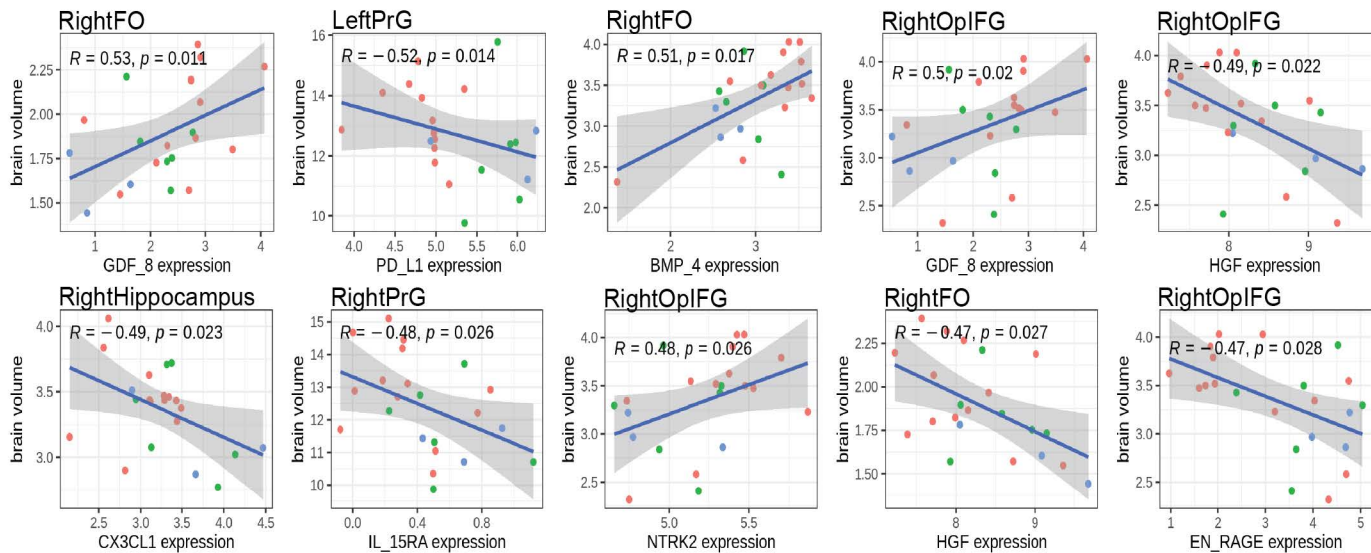 RightFO
R = 0.53, p = 0.011
brain volume
2.25
2.00
1.75
1.50
1
2
3
4
GDF_8 expression
LeftPrG
R = −0.52, p = 0.014
brain volume
16
14
12
10
4.0
4.5
5.0
5.5
6.0
PD_L1 expression
RightFO
R = 0.51, p = 0.017
brain volume
4.0
3.5
3.0
2.5
2.0
2
3
BMP_4 expression
RightOpIFG
R = 0.5, p = 0.02
brain volume
4.0
3.5
3.0
2.5
1
2
3
4
GDF_8 expression
RightOpIFG
R = −0.49, p = 0.022
brain volume
4.0
3.5
3.0
2.5
8
9
HGF expression
RightHippocampus
R = −0.49, p = 0.023
brain volume
4.0
3.5
3.0
2.5
3.0
3.5
4.0
4.5
CX3CL1 expression
RightPrG
R = −0.48, p = 0.026
brain volume
15
14
13
12
11
10
0.0
0.4
0.8
IL_15RA expression
RightOpIFG
R = 0.48, p = 0.026
brain volume
4.0
3.5
3.0
2.5
5.0
5.5
NTRK2 expression
RightFO
R = −0.47, p = 0.027
brain volume
2.25
2.00
1.75
1.50
8
9
HGF expression
RightOpIFG
R = −0.47, p = 0.028
brain volume
4.0
3.5
3.0
2.5
1
2
3
4
5
EN_RAGE expression